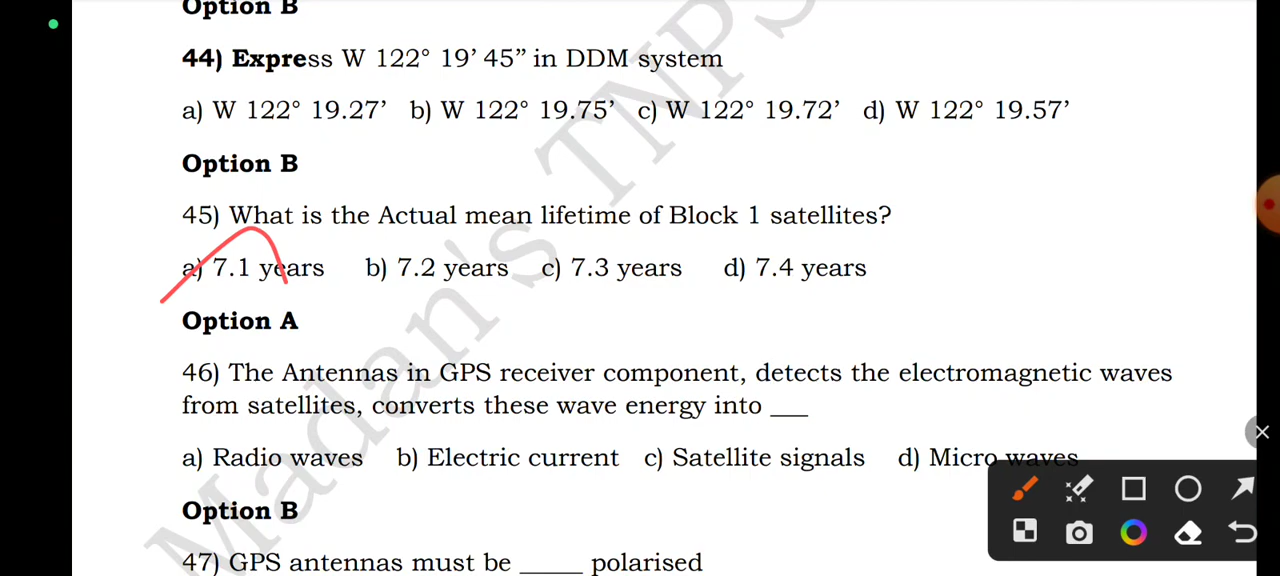 Option B
44) Express W 122° 19’ 45” in DDM system
a) W 122° 19.27’ b) W 122° 19.75’ c) W 122° 19.72’ d) W 122° 19.57’
Option B
45) What is the Actual mean lifetime of Block 1 satellites?
a) 7.1 years b) 7.2 years c) 7.3 years d) 7.4 years
Option A
46) The Antennas in GPS receiver component, detects the electromagnetic waves
from satellites, converts these wave energy into ___
a) Radio waves b) Electric current c) Satellite signals d) Micro waves
Option B
47) GPS antennas must be _____ polarised
Madan's TNPS